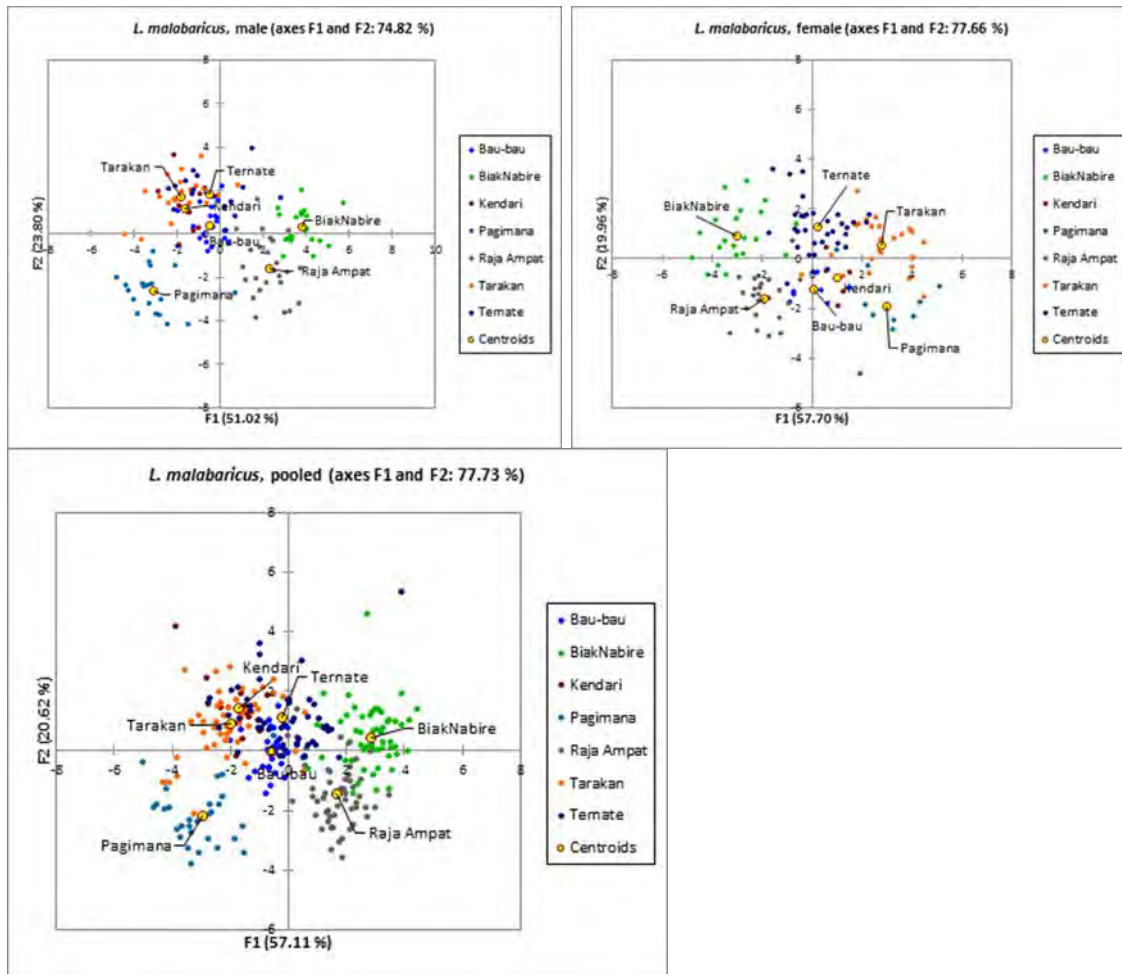 L. malabaricus, male (axes F1 and F2: 74.82 %)
8
6
4
2
-2
-4
-6
-8
-8 -6 -4 -2 0 2 4 6 8 10
F2 (23.80 %)
F1 (51.02 %)
Tarakan
Ternate
Kendari
Bau-bau
BiakNabire
Raja Ampat
Pagimana
Bau-bau
BiakNabire
Kendari
Pagimana
Raja Ampat
Tarakan
Ternate
Centroids
L. malabaricus, female (axes F1 and F2: 77.66 %)
8
6
4
2
-2
-4
-6
-8 -6 -4 -2 0 2 4 6 8
F2 (19.96 %)
F1 (57.70 %)
Ternate
BiakNabire
Tarakan
Kendari
Raja Ampat
Bau-bau
Pagimana
Bau-bau
BiakNabire
Kendari
Pagimana
Raja Ampat
Tarakan
Ternate
Centroids
L. malabaricus, pooled (axes F1 and F2: 77.73 %)
8
6
4
2
-2
-4
-6
-8 -6 -4 -2 0 2 4 6 8
F2 (20.62 %)
F1 (57.11 %)
Kendari
Ternate
Tarakan
BiakNabire
Bau-bau
Raja Ampat
Pagimana
Bau-bau
BiakNabire
Kendari
Pagimana
Raja Ampat
Tarakan
Ternate
Centroids